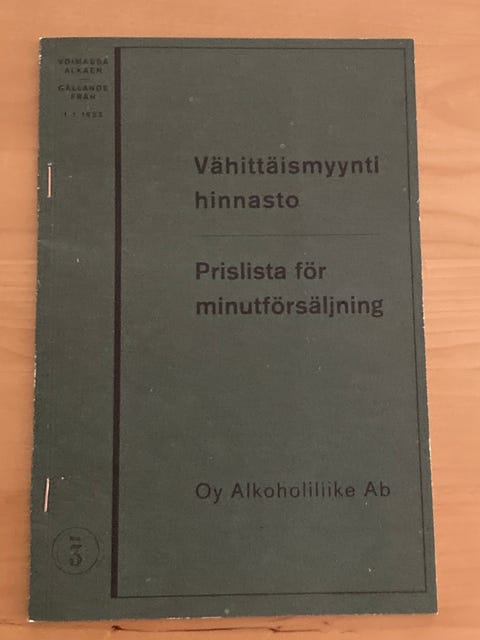 VOIMASSA
ALKAEN
GÄLLANDE
FRÅN
Vähittäismyynti
hinnasto
Prislista för
minutförsäljning
Oy Alkoholiliike Ab
3